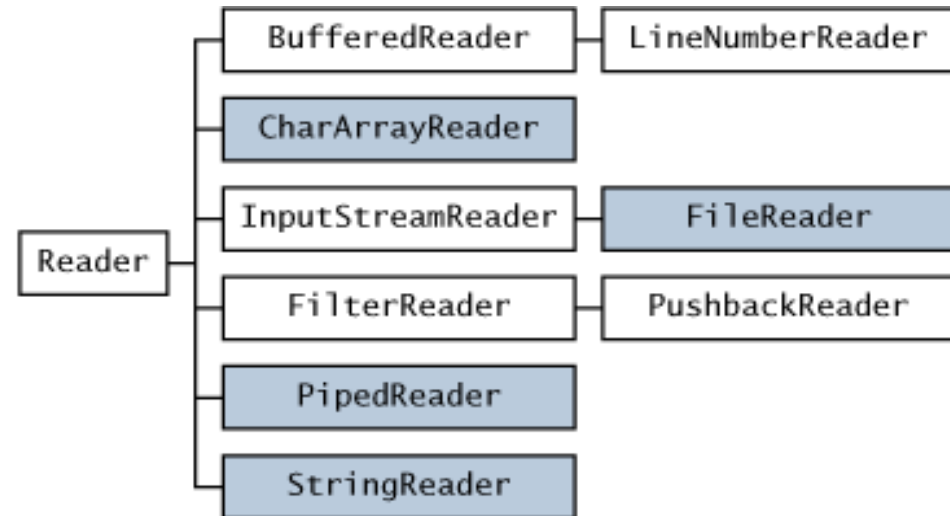 BufferedReader LineNumberReader
CharArrayReader
InputStreamReader FileReader
Reader
FilterReader PushbackReader
PipedReader
StringReader